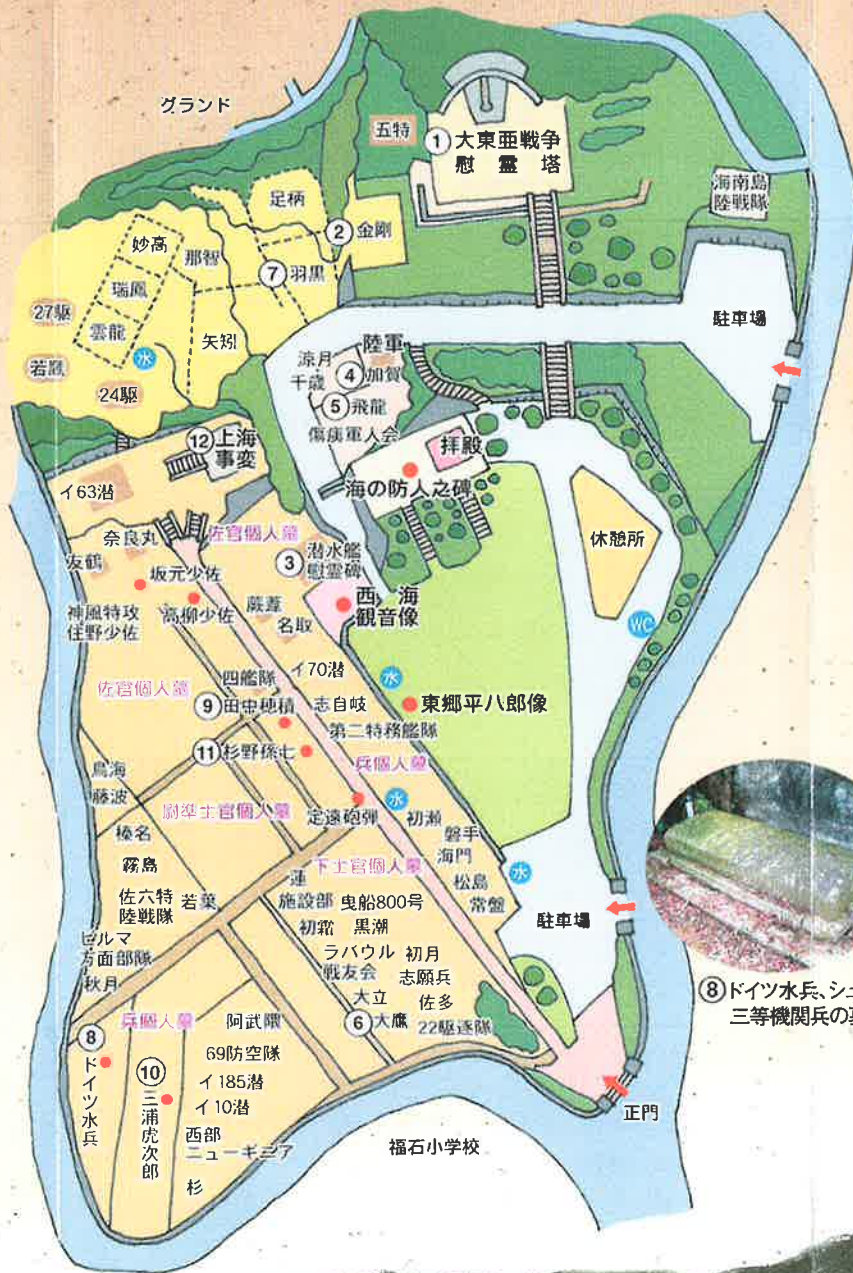 グランド
五特
① 大東亜戦争
慰霊塔
海南島
陸戦隊
足柄
② 金剛
妙高
那智
⑦ 羽黒
瑞鳳
27駆
雲龍
矢矧
水
若鷹
24駆
駐車場
陸軍
涼月
④ 加賀
千歳
⑤ 飛龍
傷痍軍人会
拝殿
海の防人之碑
⑫ 上海
事変
イ63潜
休憩所
奈良丸
佐官個人墓
友鶴
③ 潜水艦
慰霊碑
坂元少佐
西海
観音像
神風特攻
住野少佐
高柳少佐
蕨葦
名取
WC
四艦隊
イ70潜
水
佐官個人墓
⑨ 田中穂積
志自岐
東郷平八郎像
第二特務艦隊
⑪ 杉野孫七
兵個人墓
鳥海
藤波
尉準士官個人墓
定遠砲弾
水
初瀬
榛名
磐手
海門
霧島
下士官個人墓
水
松島
常盤
佐六特
陸戦隊
若葉
蓮
施設部
曳船800号
駐車場
初霜
黒潮
ビルマ
方面部隊
ラバウル
戦友会
初月
志願兵
秋月
大立
佐多
⑥ 大鷹
22駆逐隊
兵個人墓
阿武隈
⑧ ドイツ水兵
69防空隊
⑩ 三浦虎次郎
イ185潜
イ10潜
正門
西部
ニューギニア
福石小学校
杉
⑧ドイツ水兵、シュ
三等機関兵の